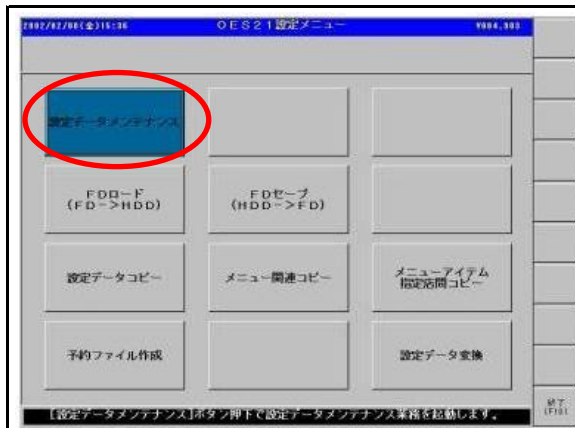 2002/02/08(金)15:36 OES21設定メニュー V004.303
設定データメンテナンス
FDロード
(FD->HDD)
FDセーブ
(HDD->FD)
設定データコピー
メニュー関連コピー
メニューアイテム
指定店間コピー
予約ファイル作成
設定データ変換
終了
(F10)
【設定データメンテナンス】ボタン押下で設定データメンテナンス業務を起動します。